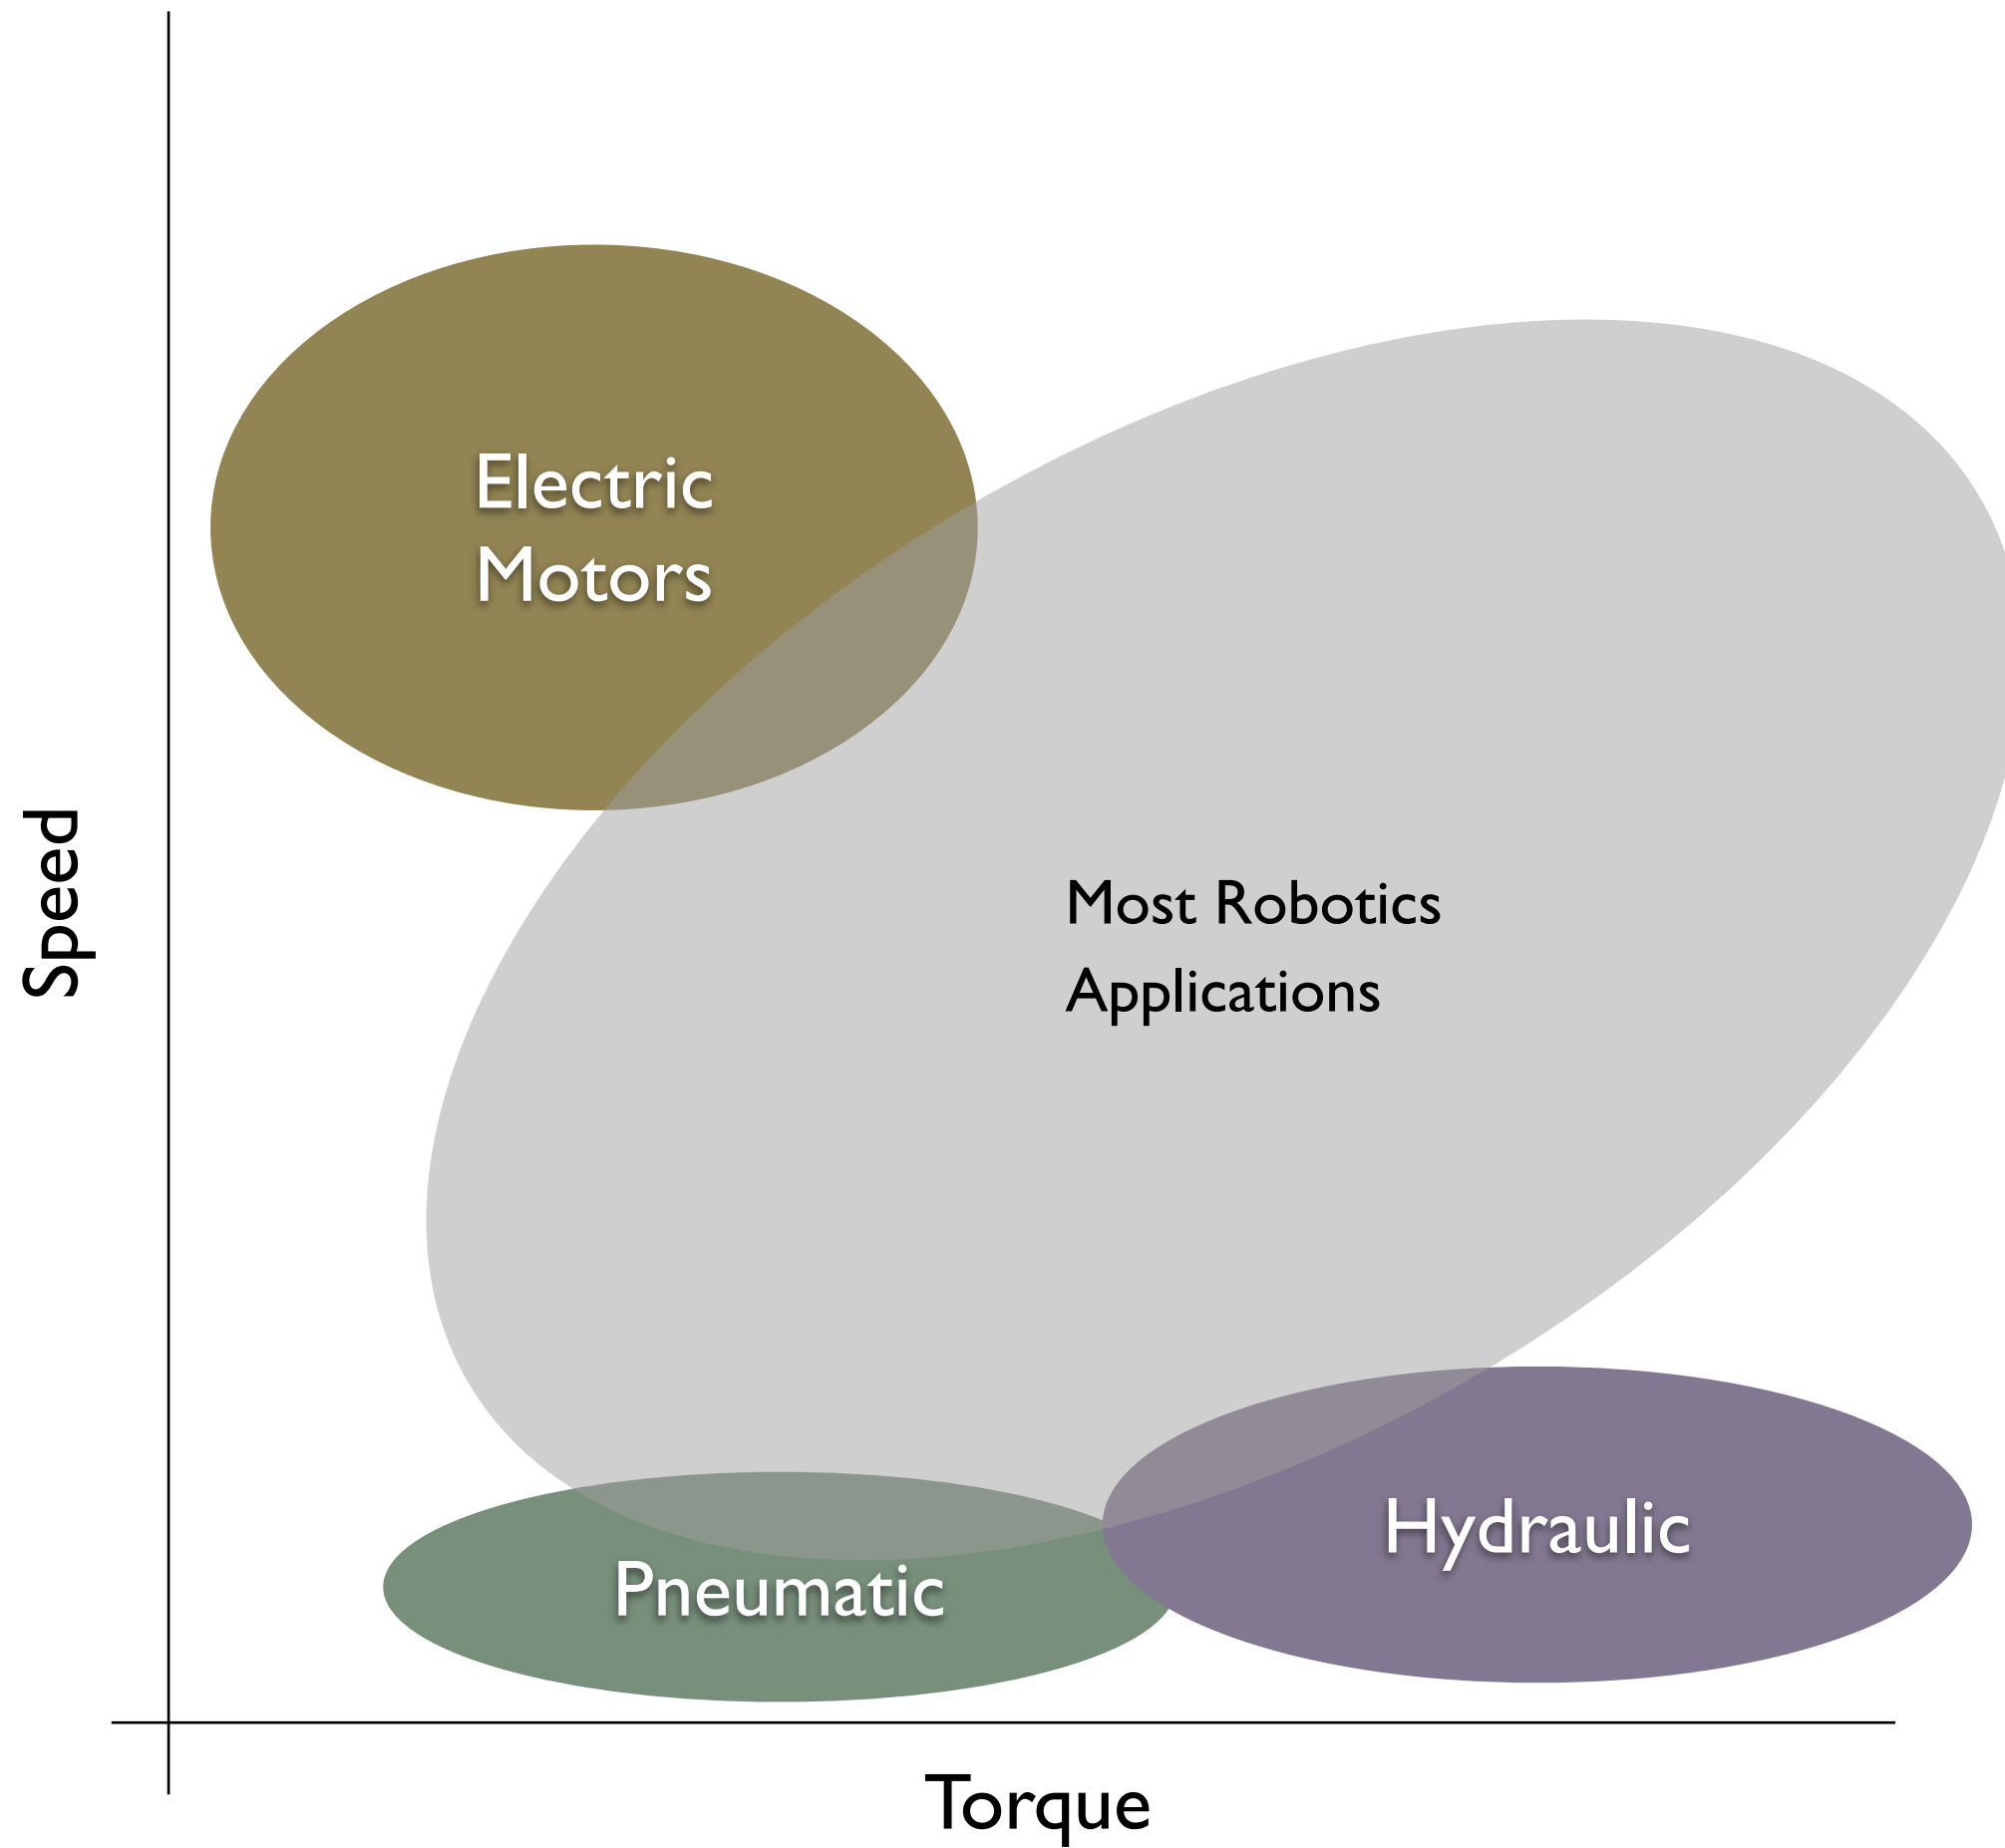 Electric
Motors
Speed
Most Robotics
Applications
Hydraulic
Pneumatic
Torque